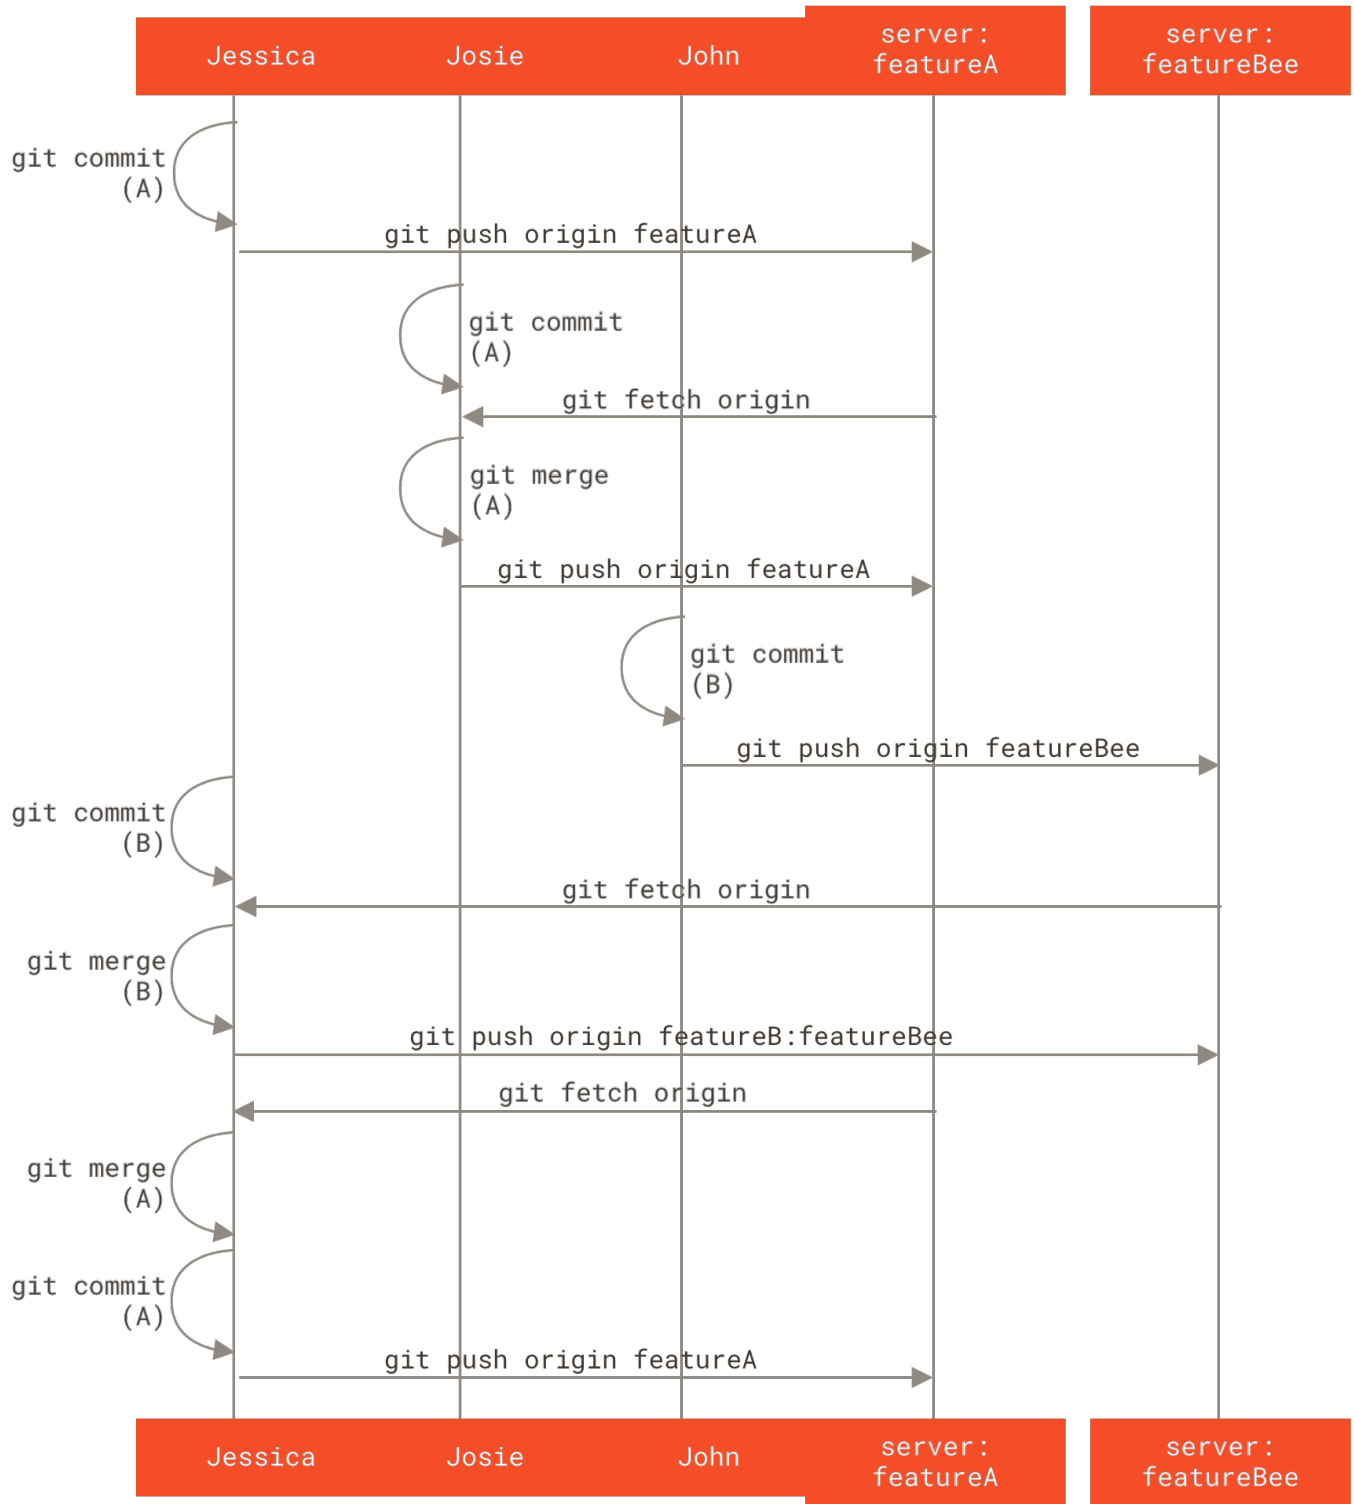 Jessica
Josie
John
server:
featureA
server:
featureBee
git commit
(A)
git push origin featureA
git commit
(A)
git fetch origin
git merge
(A)
git push origin featureA
git commit
(B)
git push origin featureBee
git commit
(B)
git fetch origin
git merge
(B)
git push origin featureB:featureBee
git fetch origin
git merge
(A)
git commit
(A)
git push origin featureA
Jessica
Josie
John
server:
featureA
server:
featureBee